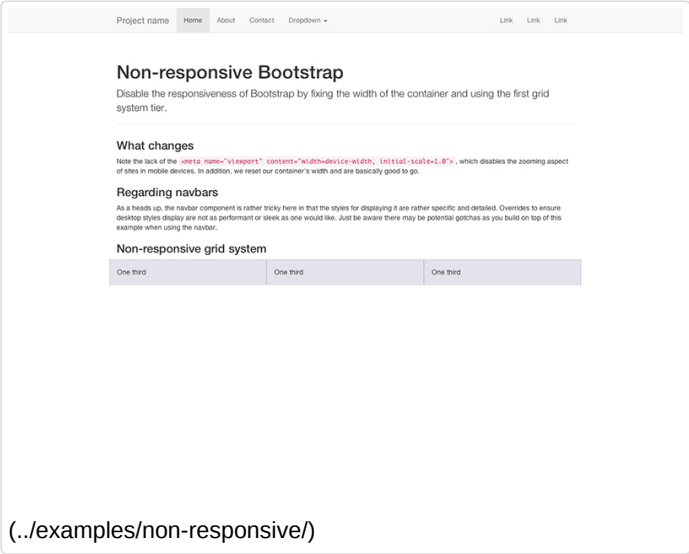 Project name Home About Contact Dropdown Link Link Link
Non-responsive Bootstrap
Disable the responsiveness of Bootstrap by fixing the width of the container and using the first grid
system tier.
What changes
Note the lack of the <meta name="viewport" content="width=device-width, initial-scale=1.0">, which disables the zooming aspect
of sites in mobile devices. In addition, we reset our container's width and are basically good to go.
Regarding navbars
As a heads up, the navbar component is rather tricky here in that the styles for displaying it are rather specific and detailed. Overrides to ensure
desktop styles display are not as performant or sleek as one would like. Just be aware there may be potential gotchas as you build on top of this
example when using the navbar.
Non-responsive grid system
One third One third One third
(../examples/non-responsive/)